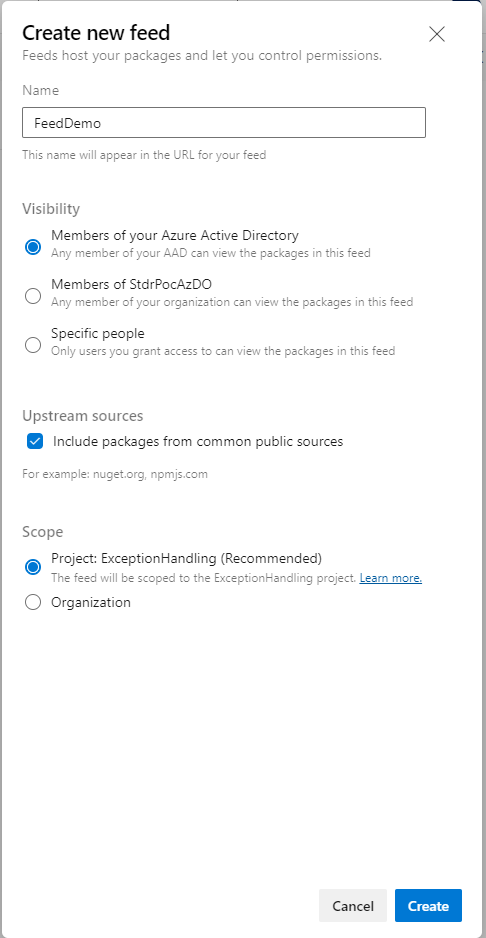 Create new feed
Feeds host your packages and let you control permissions.
Name
FeedDemo
This name will appear in the URL for your feed
Visibility
Members of your Azure Active Directory
Any member of your AAD can view the packages in this feed
Members of StdrPocAzDO
Any member of your organization can view the packages in this feed
Specific people
Only users you grant access to can view the packages in this feed
Upstream sources
Include packages from common public sources
For example: nuget.org, npmjs.com
Scope
Project: ExceptionHandling (Recommended)
The feed will be scoped to the ExceptionHandling project. Learn more.
Organization
Cancel Create